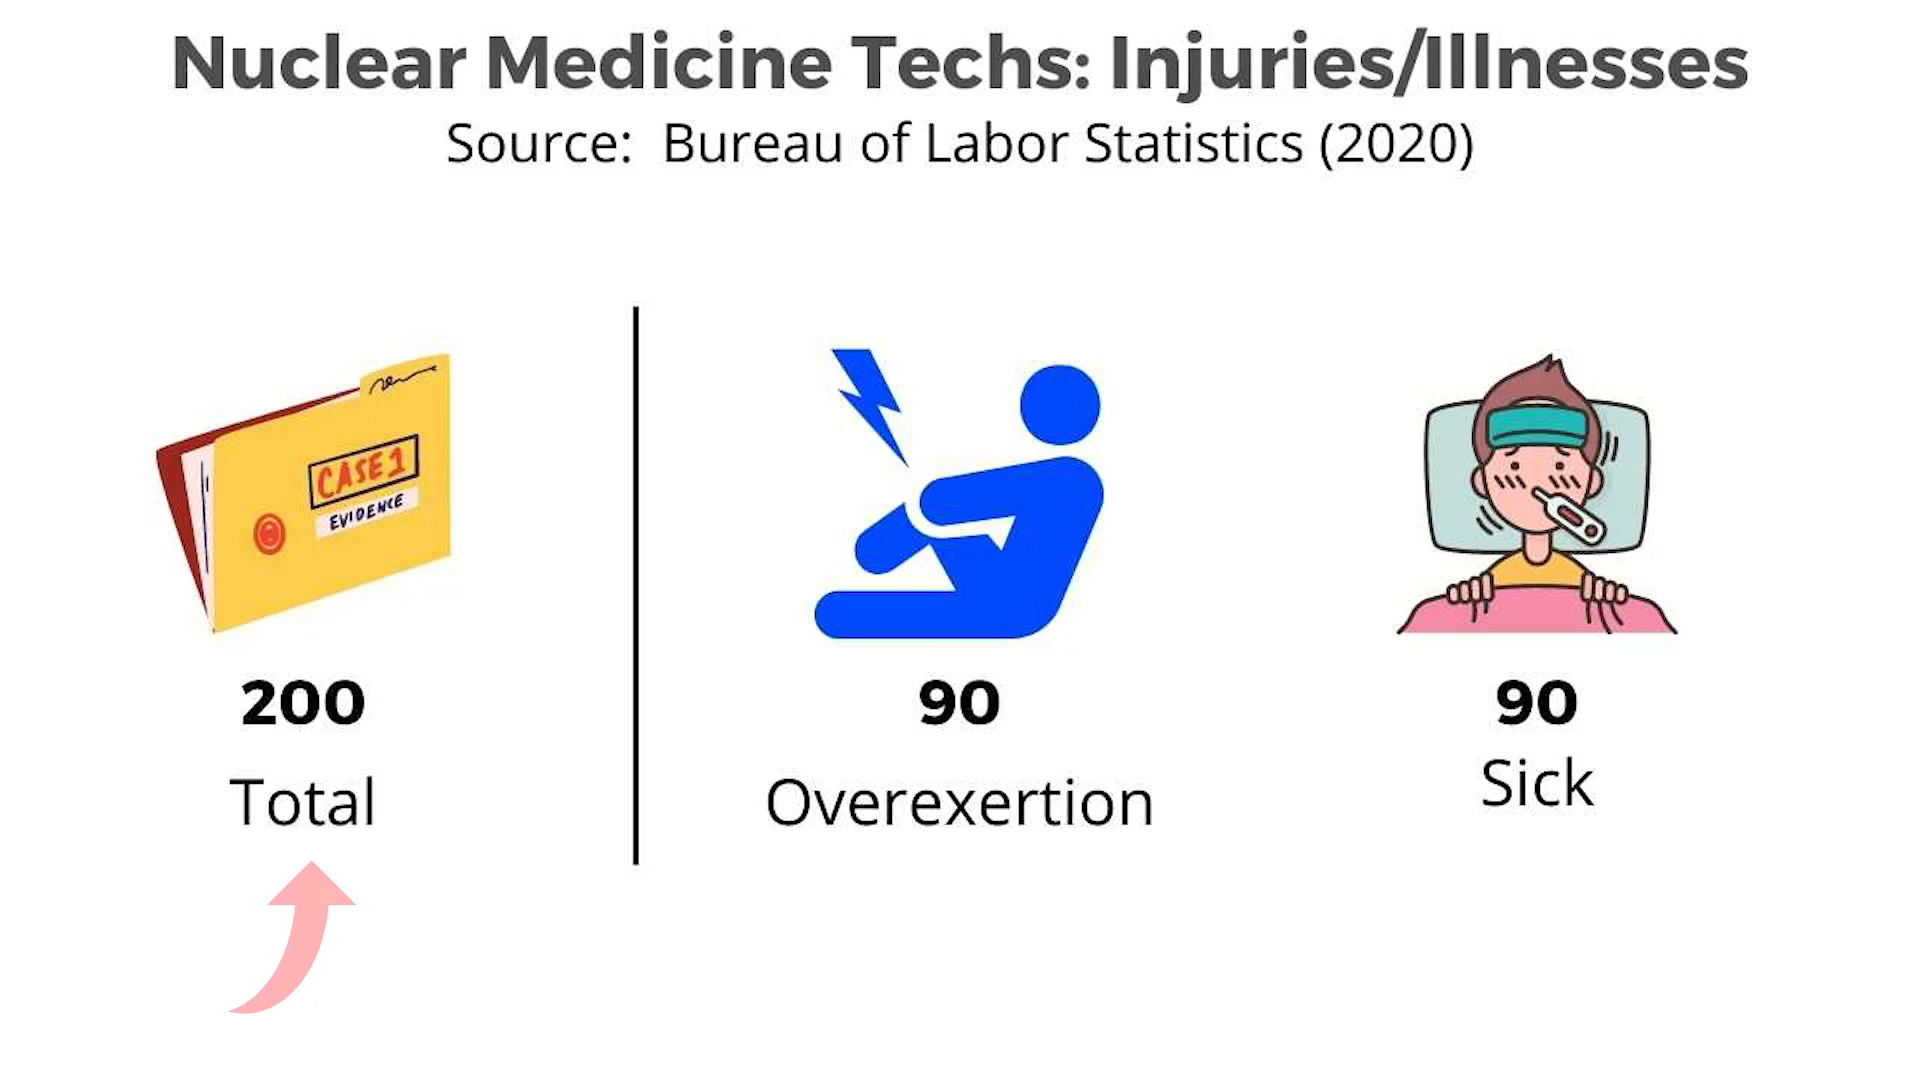 Nuclear Medicine Techs: Injuries/Illnesses
Source: Bureau of Labor Statistics (2020)
CASE 1
EVIDENCE
200
Total
90
Overexertion
90
Sick